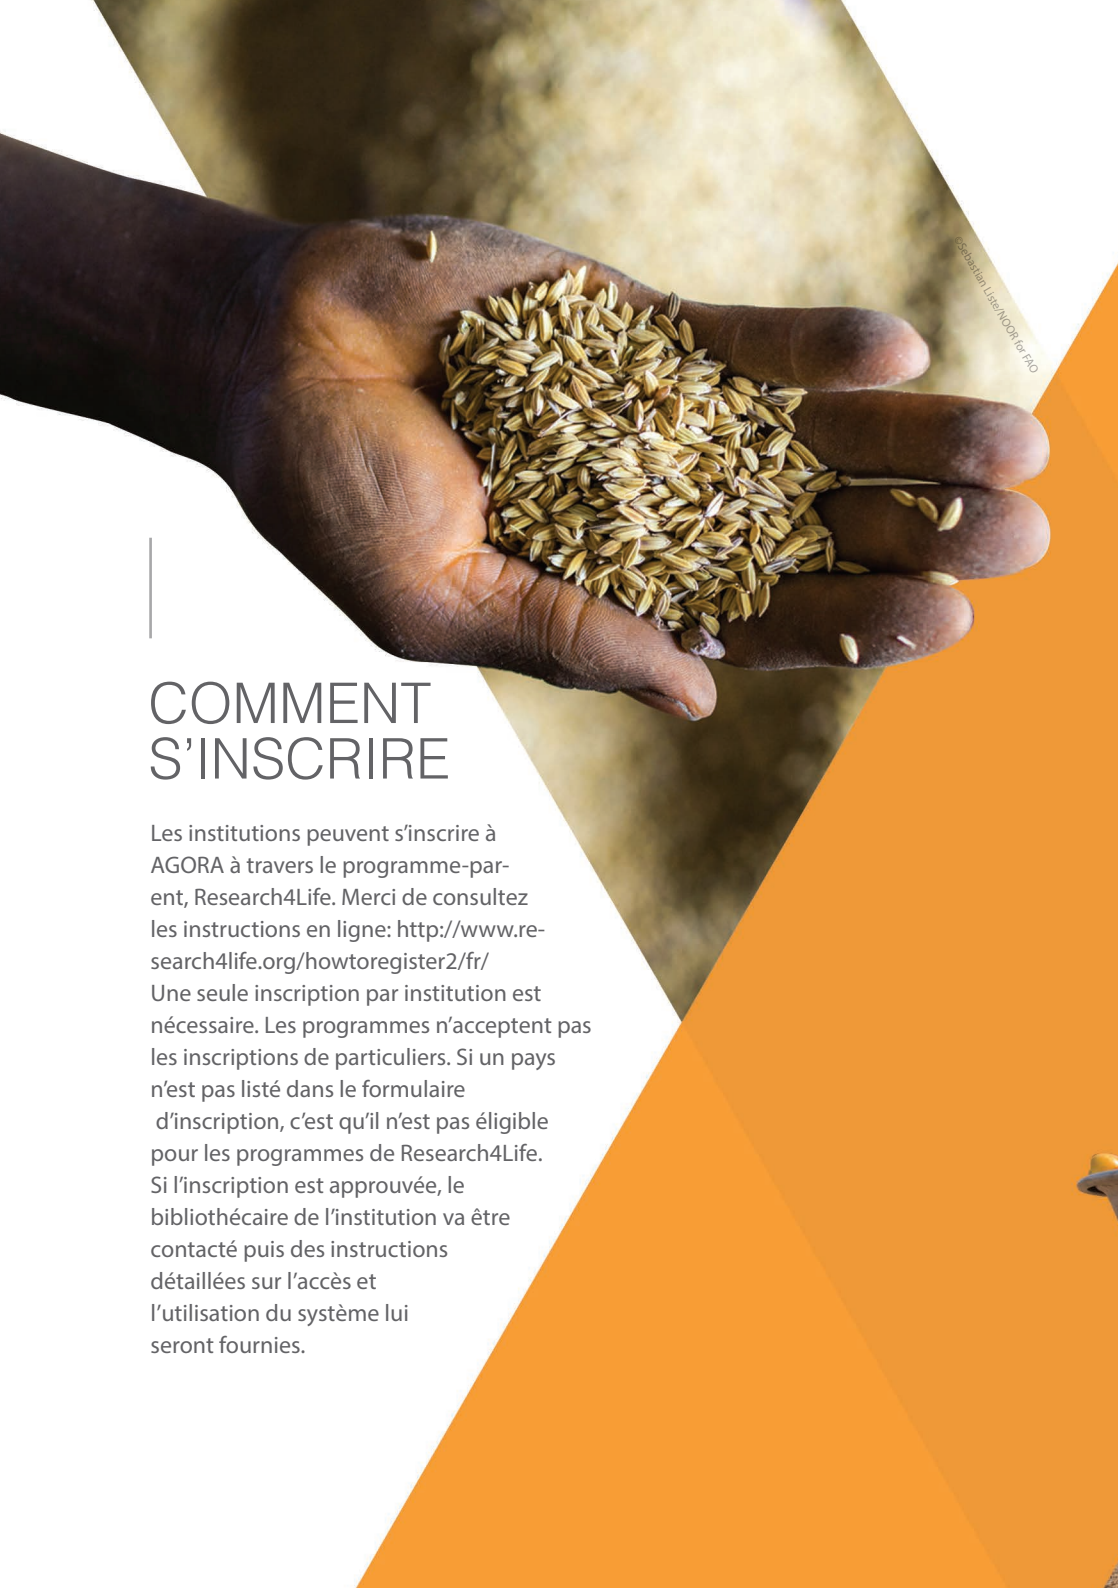 ©Sebastian Liste/NOOR for FAO
COMMENT
S’INSCRIRE
Les institutions peuvent s’inscrire à
AGORA à travers le programme-par-
ent, Research4Life. Merci de consultez
les instructions en ligne: http://www.re-
search4life.org/howtoregister2/fr/
Une seule inscription par institution est
nécessaire. Les programmes n’acceptent pas
les inscriptions de particuliers. Si un pays
n’est pas listé dans le formulaire
d’inscription, c’est qu’il n’est pas éligible
pour les programmes de Research4Life.
Si l’inscription est approuvée, le
bibliothécaire de l’institution va être
contacté puis des instructions
détaillées sur l’accès et
l’utilisation du système lui
seront fournies.